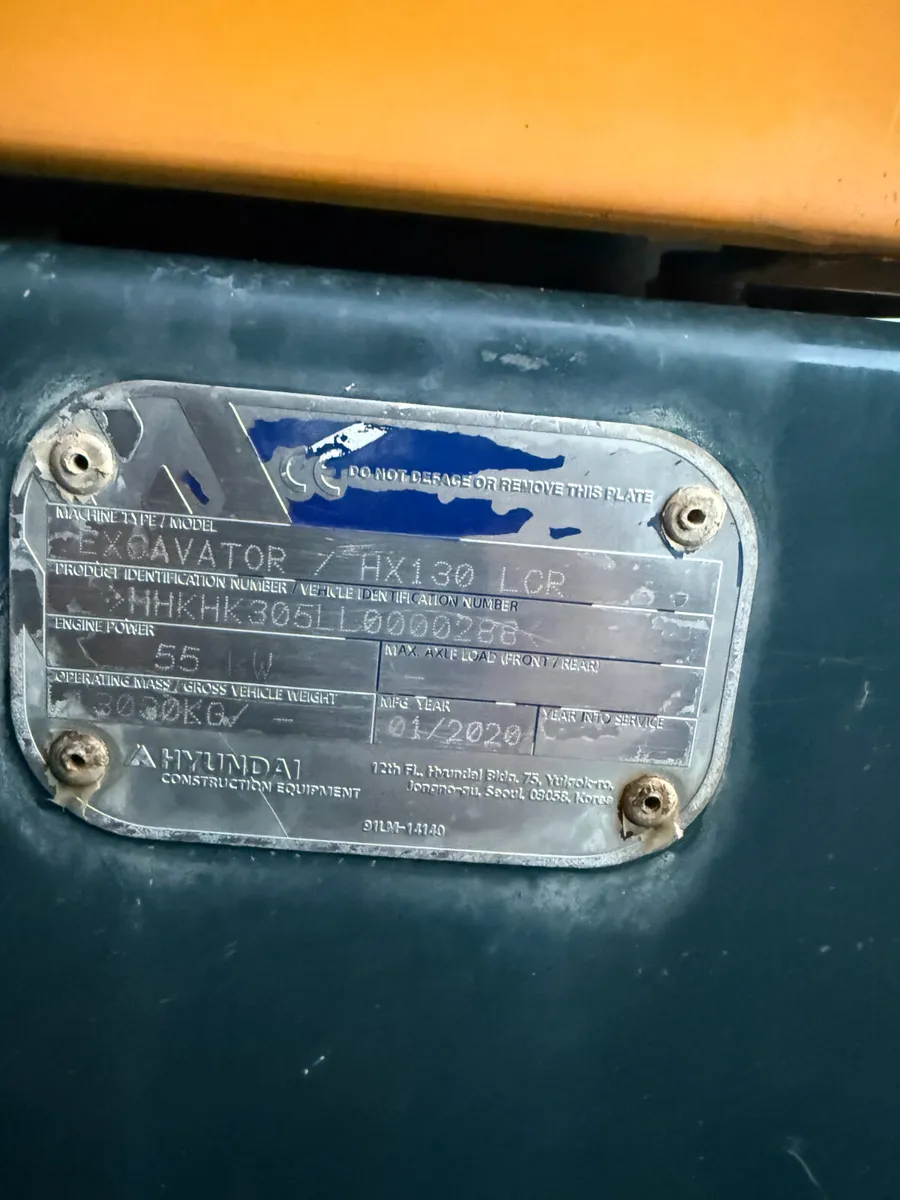 CE DO NOT DEFACE OR REMOVE THIS PLATE
MACHINE TYPE / MODEL
EXCAVATOR / HX130 LCR
PRODUCT IDENTIFICATION NUMBER / VEHICLE IDENTIFICATION NUMBER
HHKHK305LL0000288
ENGINE POWER
55 kW
MAX. AXLE LOAD (FRONT / REAR)
–
OPERATING MASS / GROSS VEHICLE WEIGHT
MFG YEAR
01/2020
YEAR INTO SERVICE
HYUNDAI
CONSTRUCTION EQUIPMENT
12th Fl., Hyundai Bldg. 75, Yulgok-ro,
Jongno-gu, Seoul, 03058, Korea
91LM-14140